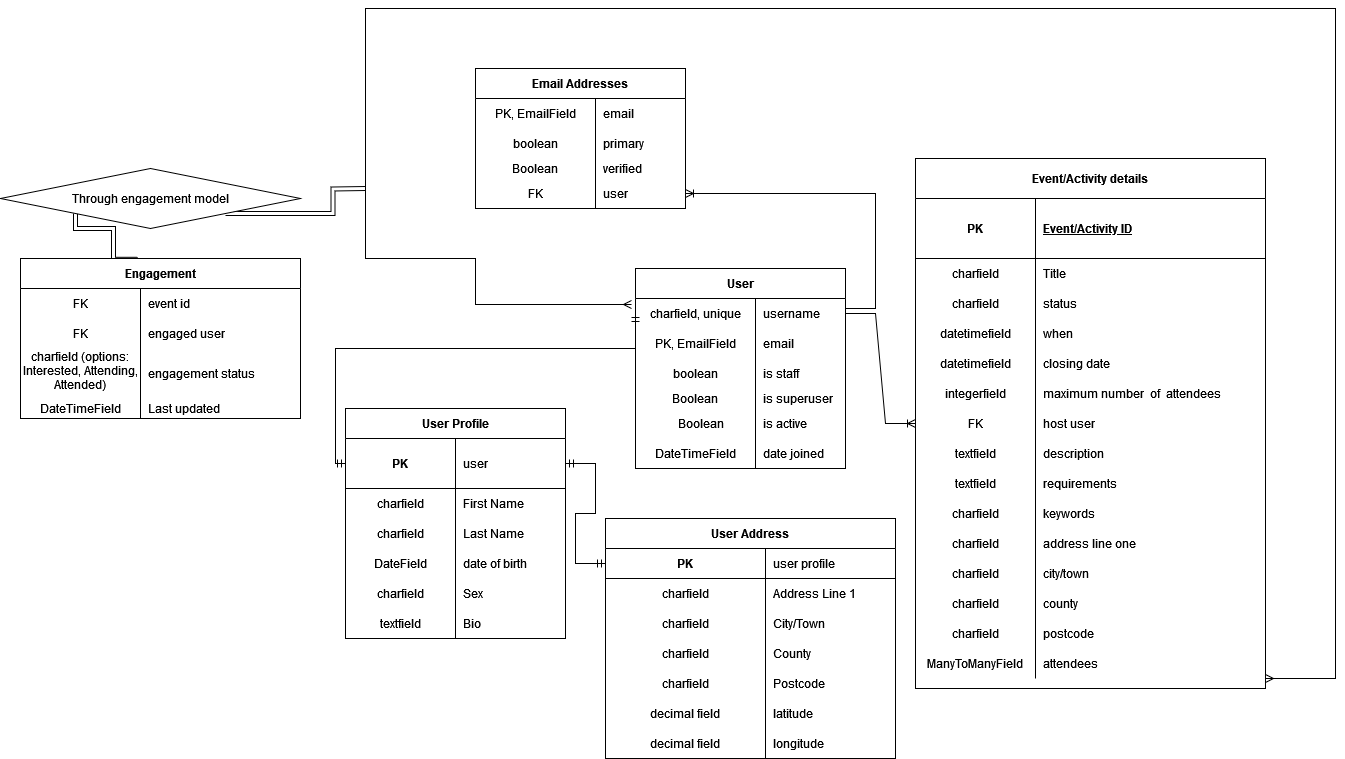 Email Addresses
PK, EmailField email
boolean primary
Boolean verified
FK user
Through engagement model
Engagement
FK event id
FK engaged user
charfield (options:
Interested, Attending,
Attended)
engagement status
DateTimeField Last updated
User
charfield, unique username
PK, EmailField email
boolean is staff
Boolean is superuser
Boolean is active
DateTimeField date joined
User Profile
PK user
charfield First Name
charfield Last Name
DateField date of birth
charfield Sex
textfield Bio
User Address
PK user profile
charfield Address Line 1
charfield City/Town
charfield County
charfield Postcode
decimal field latitude
decimal field longitude
Event/Activity details
PK Event/Activity ID
charfield Title
charfield status
datetimefield when
datetimefield closing date
integerfield maximum number of attendees
FK host user
textfield description
textfield requirements
charfield keywords
charfield address line one
charfield city/town
charfield county
charfield postcode
ManyToManyField attendees